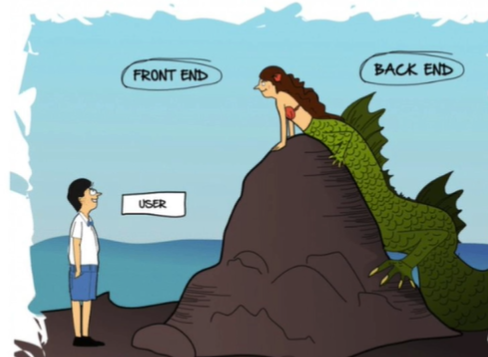 FRONT END
BACK END
USER